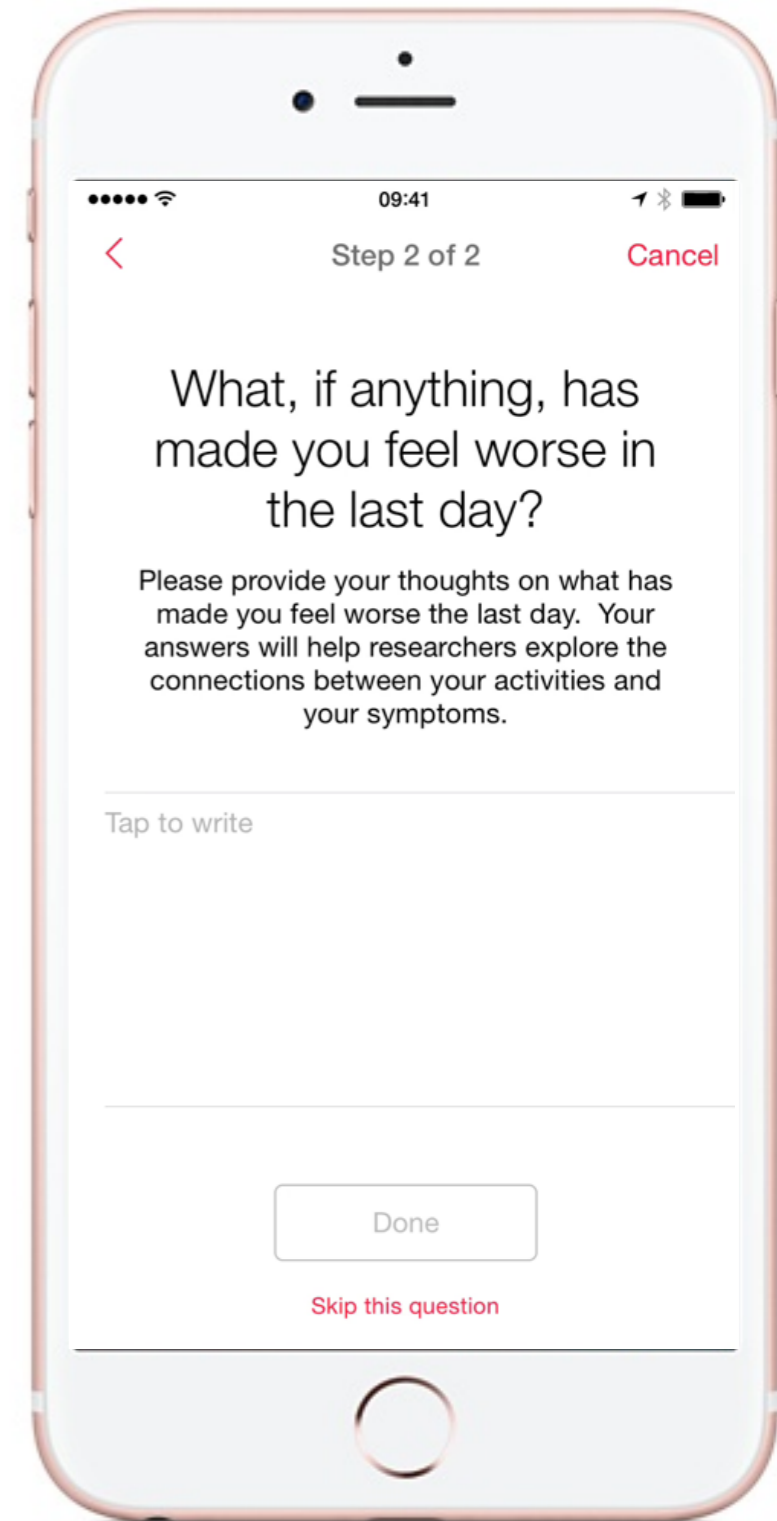 09:41
Step 2 of 2
Cancel
What, if anything, has
made you feel worse in
the last day?
Please provide your thoughts on what has
made you feel worse the last day.  Your
answers will help researchers explore the
connections between your activities and
your symptoms.
Tap to write
Done
Skip this question